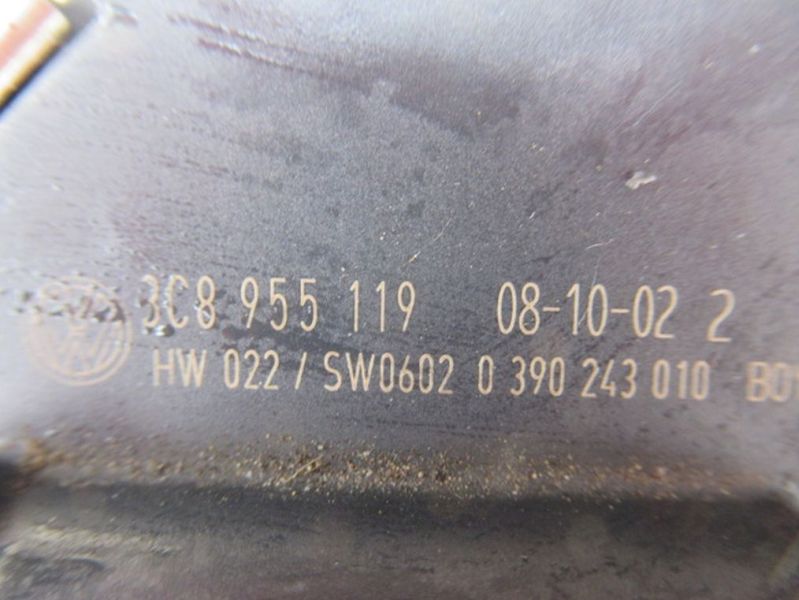 3C8 955 119 08-10-02 2
HW 022 / SW0602 0 390 243 010